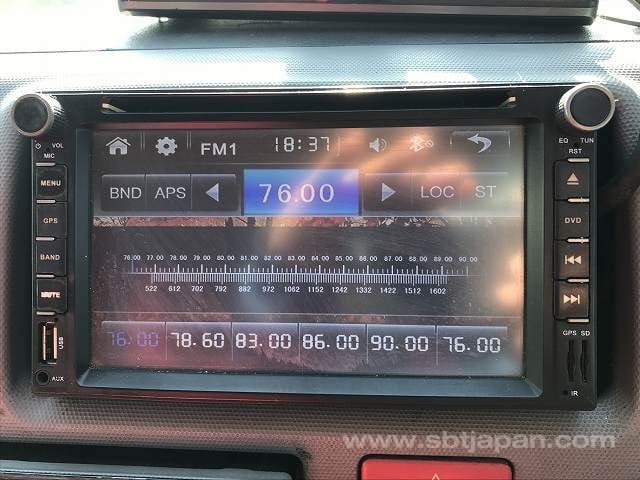 VOL
MIC
MENU
GPS
BAND
MUTE
USB
AUX
FM1 18:37
BND APS 76.00 LOC ST
76.00 77.00 78.00 79.00 80.00 81.00 82.00 83.00 84.00 85.00 86.00 87.00 88.00 89.00 90.00
522 612 702 792 882 972 1062 1152 1242 1332 1422 1512 1602
76.00 78.60 83.00 86.00 90.00 76.00
EQ TUN
RST
DVD
GPS SD
IR
www.sbtjapan.com